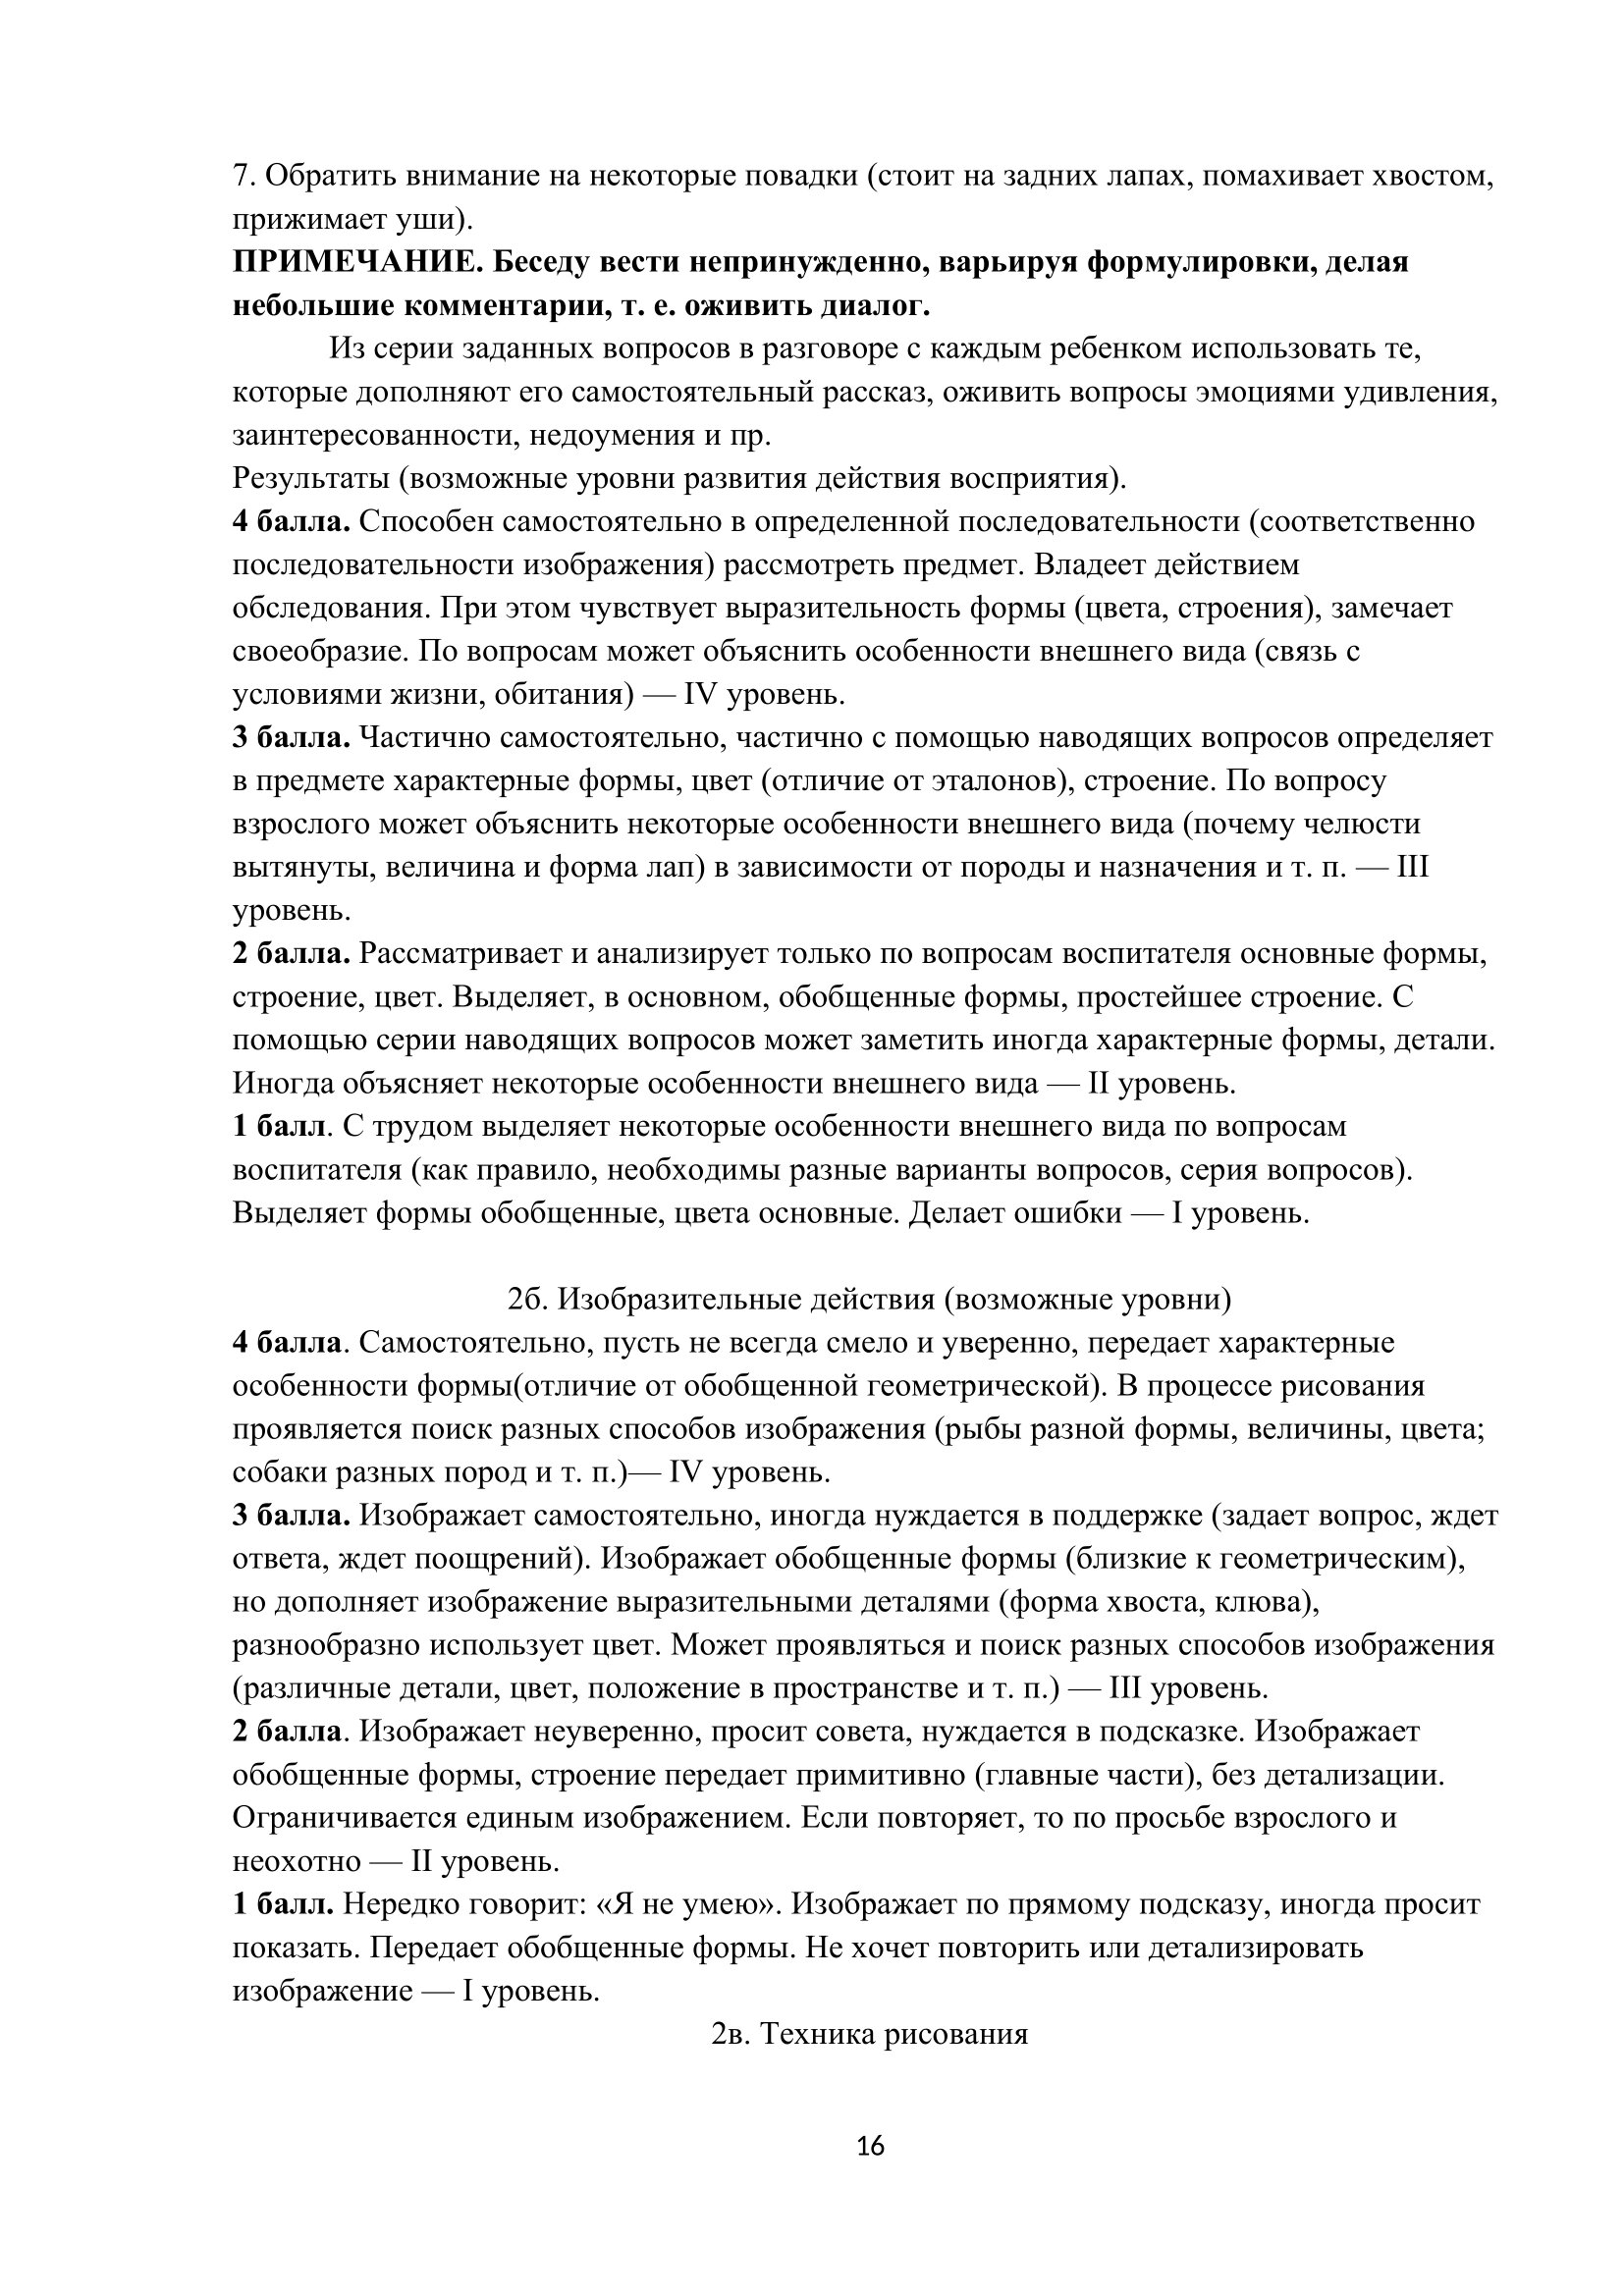 7. Обратить внимание на некоторые повадки (стоит на задних лапах, помахивает хвостом,
прижимает уши).
ПРИМЕЧАНИЕ. Беседу вести непринужденно, варьируя формулировки, делая
небольшие комментарии, т. е. оживить диалог.
Из серии заданных вопросов в разговоре с каждым ребенком использовать те,
которые дополняют его самостоятельный рассказ, оживить вопросы эмоциями удивления,
заинтересованности, недоумения и пр.
Результаты (возможные уровни развития действия восприятия).
4 балла. Способен самостоятельно в определенной последовательности (соответственно
последовательности изображения) рассмотреть предмет. Владеет действием
обследования. При этом чувствует выразительность формы (цвета, строения), замечает
своеобразие. По вопросам может объяснить особенности внешнего вида (связь с
условиями жизни, обитания) — IV уровень.
3 балла. Частично самостоятельно, частично с помощью наводящих вопросов определяет
в предмете характерные формы, цвет (отличие от эталонов), строение. По вопросу
взрослого может объяснить некоторые особенности внешнего вида (почему челюсти
вытянуты, величина и форма лап) в зависимости от породы и назначения и т. п. — III
уровень.
2 балла. Рассматривает и анализирует только по вопросам воспитателя основные формы,
строение, цвет. Выделяет, в основном, обобщенные формы, простейшее строение. С
помощью серии наводящих вопросов может заметить иногда характерные формы, детали.
Иногда объясняет некоторые особенности внешнего вида — II уровень.
1 балл. С трудом выделяет некоторые особенности внешнего вида по вопросам
воспитателя (как правило, необходимы разные варианты вопросов, серия вопросов).
Выделяет формы обобщенные, цвета основные. Делает ошибки — I уровень.
2б. Изобразительные действия (возможные уровни)
4 балла. Самостоятельно, пусть не всегда смело и уверенно, передает характерные
особенности формы(отличие от обобщенной геометрической). В процессе рисования
проявляется поиск разных способов изображения (рыбы разной формы, величины, цвета;
собаки разных пород и т. п.)— IV уровень.
3 балла. Изображает самостоятельно, иногда нуждается в поддержке (задает вопрос, ждет
ответа, ждет поощрений). Изображает обобщенные формы (близкие к геометрическим),
но дополняет изображение выразительными деталями (форма хвоста, клюва),
разнообразно использует цвет. Может проявляться и поиск разных способов изображения
(различные детали, цвет, положение в пространстве и т. п.) — III уровень.
2 балла. Изображает неуверенно, просит совета, нуждается в подсказке. Изображает
обобщенные формы, строение передает примитивно (главные части), без детализации.
Ограничивается единым изображением. Если повторяет, то по просьбе взрослого и
неохотно — II уровень.
1 балл. Нередко говорит: «Я не умею». Изображает по прямому подсказу, иногда просит
показать. Передает обобщенные формы. Не хочет повторить или детализировать
изображение — I уровень.
2в. Техника рисования
16